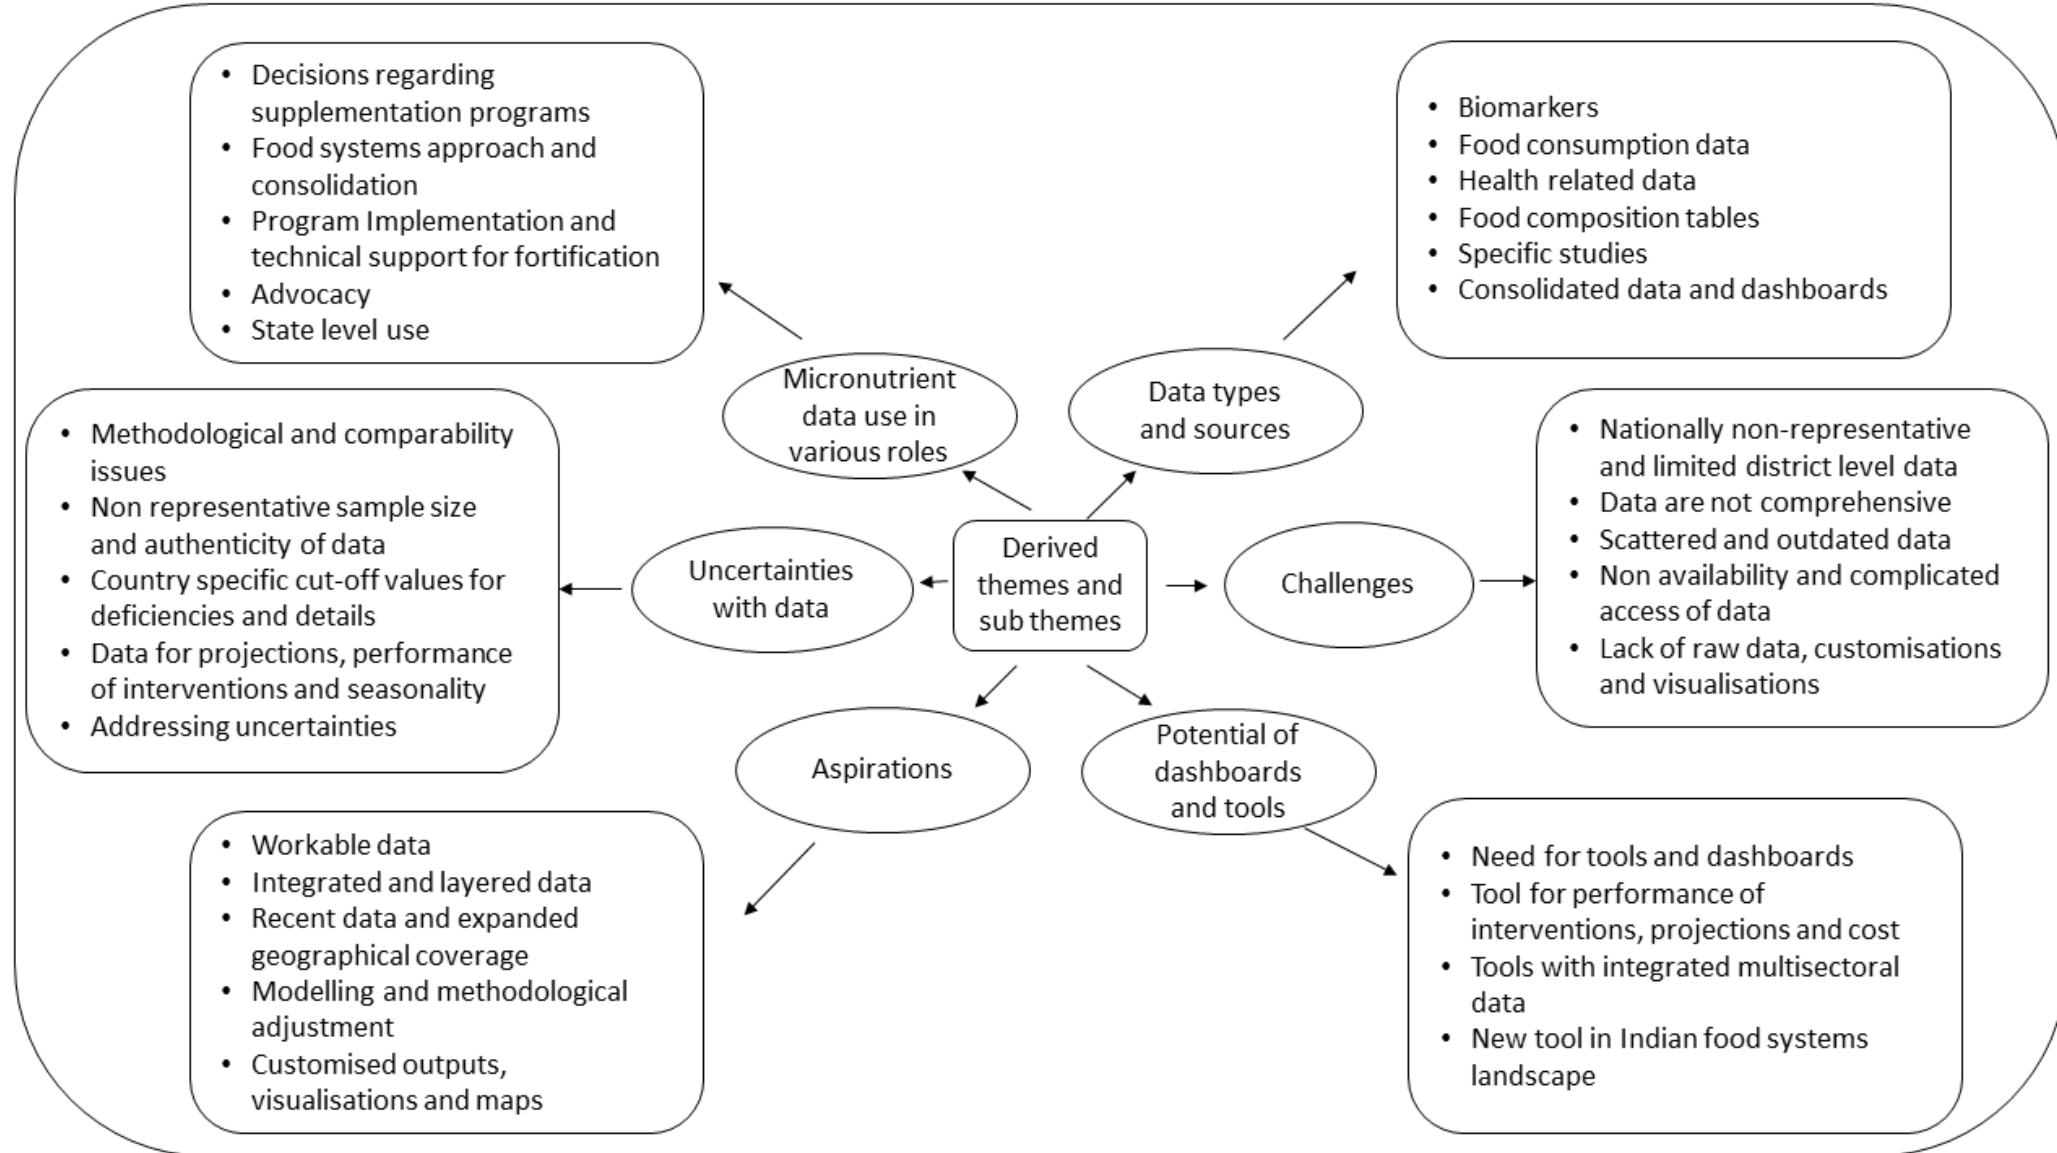 • Decisions regarding
supplementation programs
• Food systems approach and
consolidation
• Program Implementation and
technical support for fortification
• Advocacy
• State level use
• Biomarkers
• Food consumption data
• Health related data
• Food composition tables
• Specific studies
• Consolidated data and dashboards
Micronutrient
data use in
various roles
Data types
and sources
• Methodological and comparability
issues
• Non representative sample size
and authenticity of data
• Country specific cut-off values for
deficiencies and details
• Data for projections, performance
of interventions and seasonality
• Addressing uncertainties
Uncertainties
with data
Derived
themes and
sub themes
Challenges
• Nationally non-representative
and limited district level data
• Data are not comprehensive
• Scattered and outdated data
• Non availability and complicated
access of data
• Lack of raw data, customisations
and visualisations
Aspirations
Potential of
dashboards
and tools
• Workable data
• Integrated and layered data
• Recent data and expanded
geographical coverage
• Modelling and methodological
adjustment
• Customised outputs,
visualisations and maps
• Need for tools and dashboards
• Tool for performance of
interventions, projections and cost
• Tools with integrated multisectoral
data
• New tool in Indian food systems
landscape